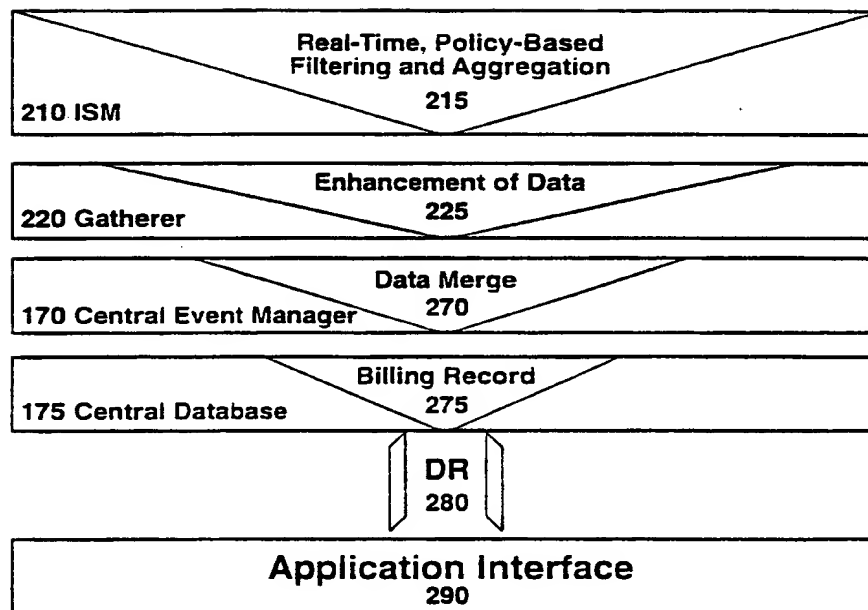 Real-Time, Policy-Based
Filtering and Aggregation
215
210 ISM
Enhancement of Data
225
220 Gatherer
Data Merge
270
170 Central Event Manager
Billing Record
275
175 Central Database
DR
280
Application Interface
290